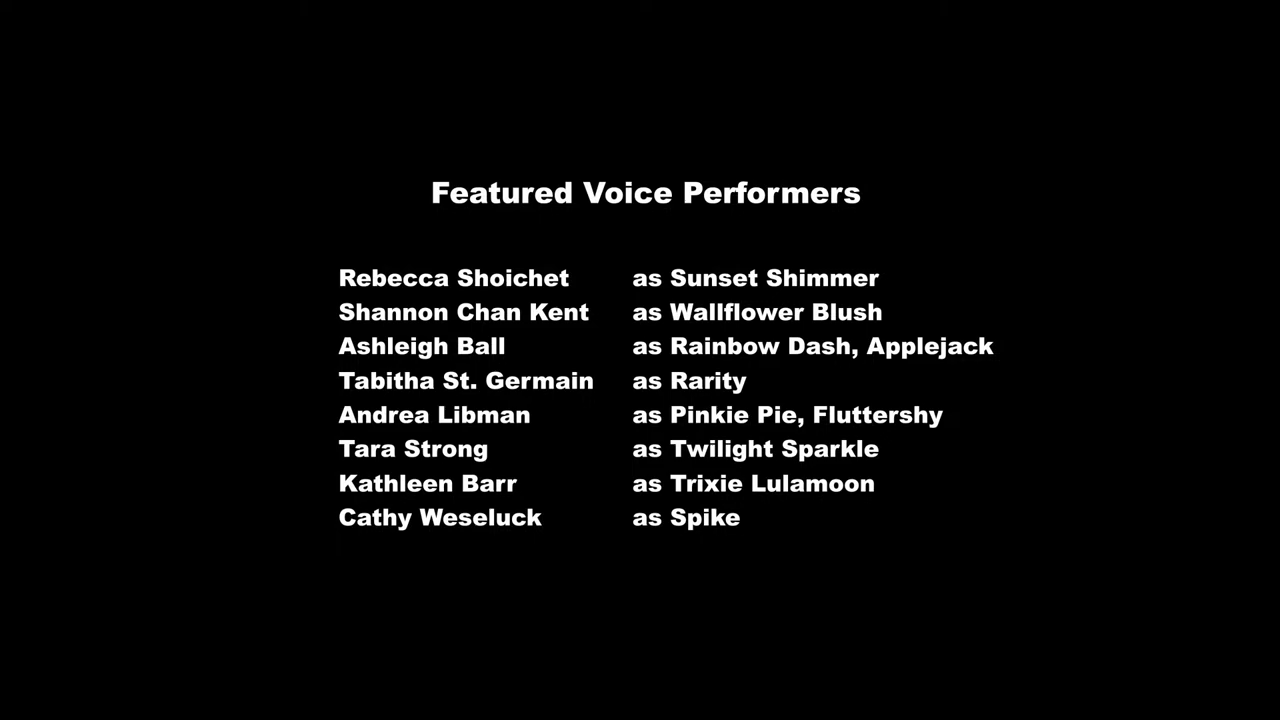 Featured Voice Performers
Rebecca Shoichet as Sunset Shimmer
Shannon Chan Kent as Wallflower Blush
Ashleigh Ball as Rainbow Dash, Applejack
Tabitha St. Germain as Rarity
Andrea Libman as Pinkie Pie, Fluttershy
Tara Strong as Twilight Sparkle
Kathleen Barr as Trixie Lulamoon
Cathy Weseluck as Spike